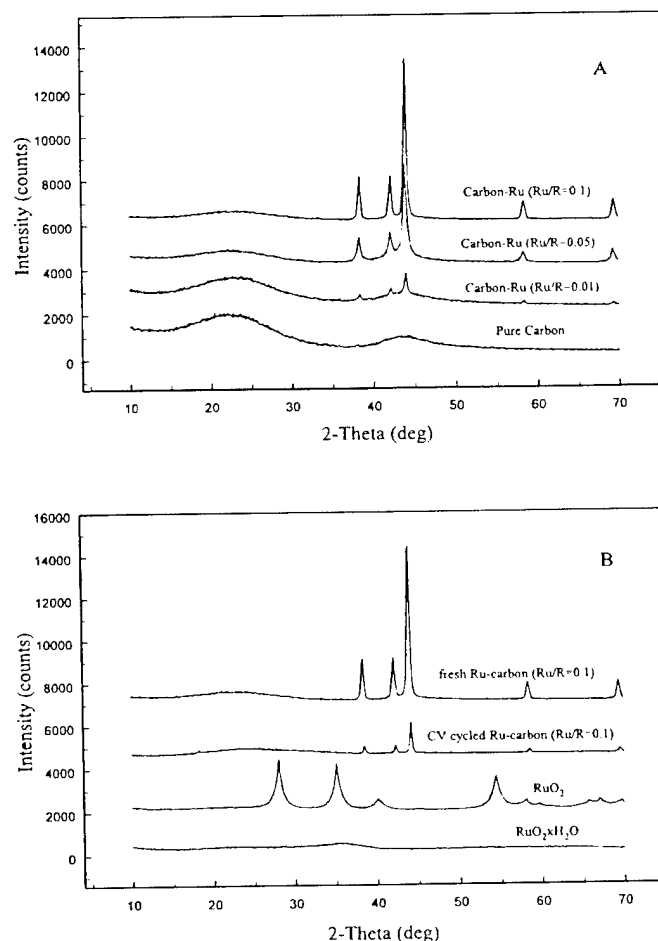 14000
A
12000
10000
Intensity (counts)
8000
Carbon-Ru (Ru/R=0.1)
6000
Carbon-Ru (Ru/R=0.05)
4000
Carbon-Ru (Ru/R=0.01)
2000
Pure Carbon
0
10 20 30 40 50 60 70
2-Theta (deg)
16000
B
14000
12000
10000
Intensity (counts)
8000
fresh Ru-carbon (Ru/R=0.1)
6000
CV cycled Ru-carbon (Ru/R=0.1)
4000
RuO₂
2000
RuO₂xH₂O
0
10 20 30 40 50 60 70
2-Theta (deg)